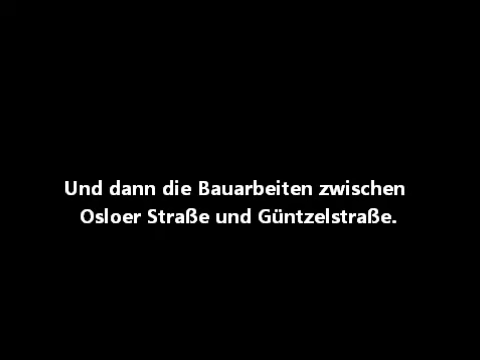 Und dann die Bauarbeiten zwischen
Osloer Straße und Güntzelstraße.